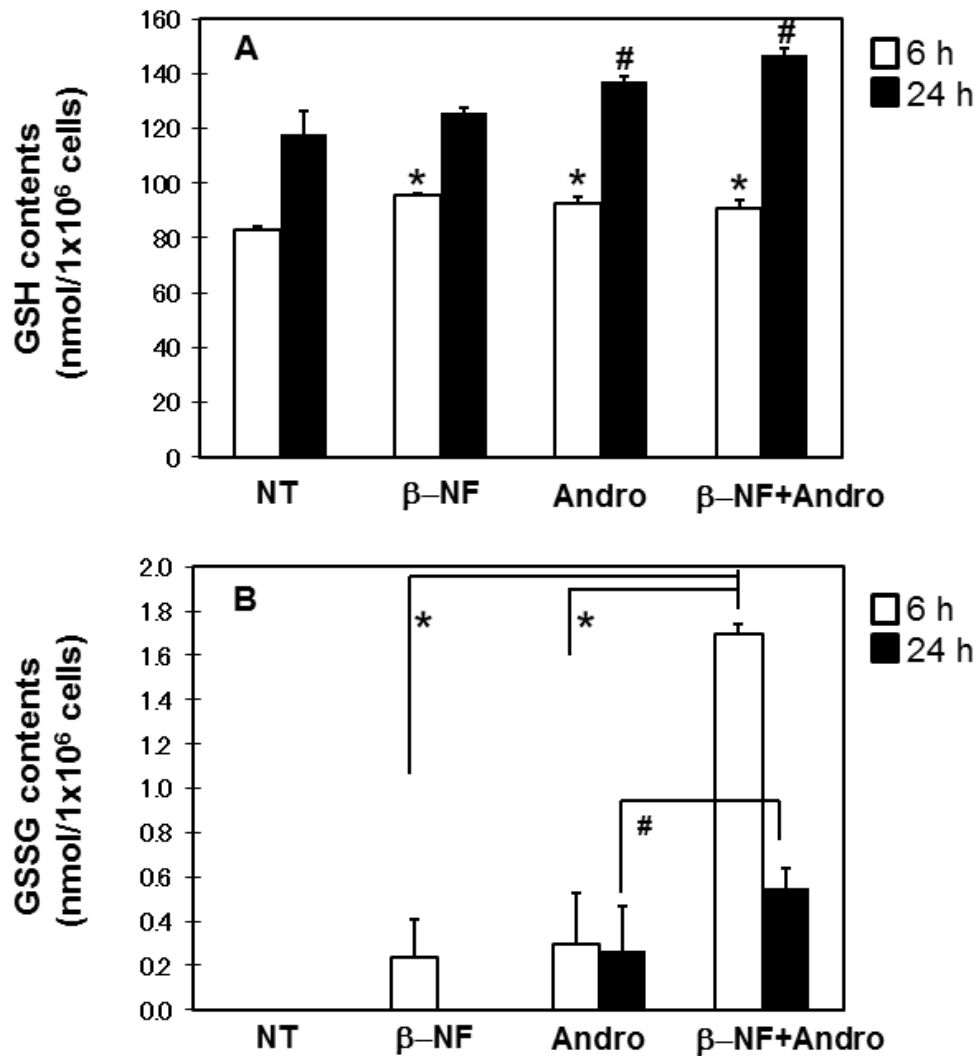 A
160
140
120
100
80
60
40
20
0
GSH contents
(nmol/1x10⁶ cells)
# #
* * *
6 h
24 h
NT β–NF Andro β–NF+Andro
B
2.0
1.8
1.6
1.4
1.2
1.0
0.8
0.6
0.4
0.2
0.0
GSSG contents
(nmol/1x10⁶ cells)
* *
#
6 h
24 h
NT β–NF Andro β–NF+Andro